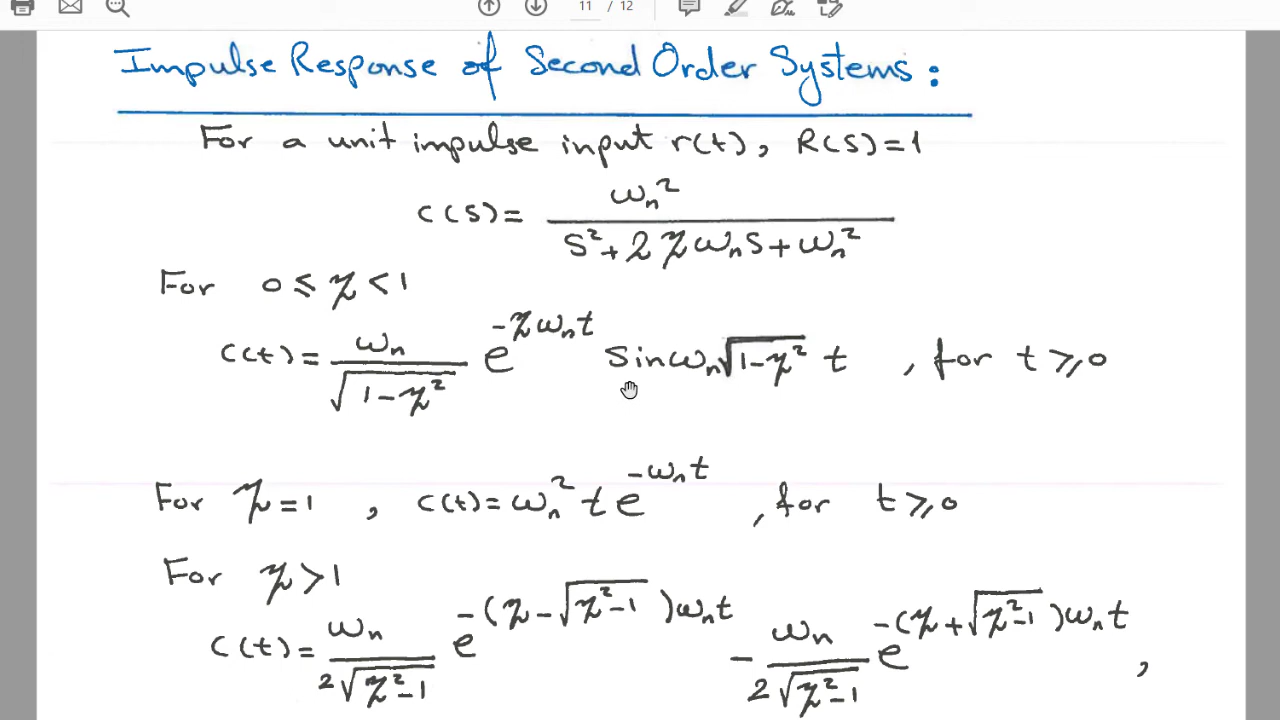 11 / 12
Impulse Response of Second Order Systems:
For a unit impulse input r(t), R(S)=1
C(S) = ωn² / (S²+2ζωnS+ωn²)
For 0 ≤ ζ < 1
C(t) = ωn/√(1-ζ²) e^(-ζωnt) Sinωn√(1-ζ²) t , for t ≥ 0
For ζ=1 , C(t) = ωn² t e^(-ωnt) , for t ≥ 0
For ζ > 1
C(t) = ωn/(2√(ζ²-1)) e^(-(ζ-√(ζ²-1))ωnt) - ωn/(2√(ζ²-1)) e^(-(ζ+√(ζ²-1))ωnt) ,